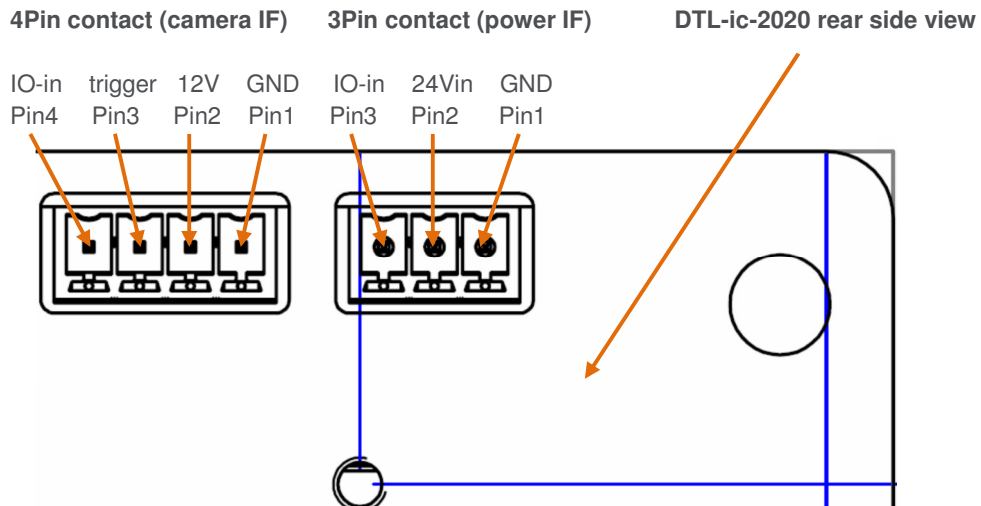 4Pin contact (camera IF) 3Pin contact (power IF) DTL-ic-2020 rear side view
IO-in trigger 12V GND IO-in 24Vin GND
Pin4 Pin3 Pin2 Pin1 Pin3 Pin2 Pin1